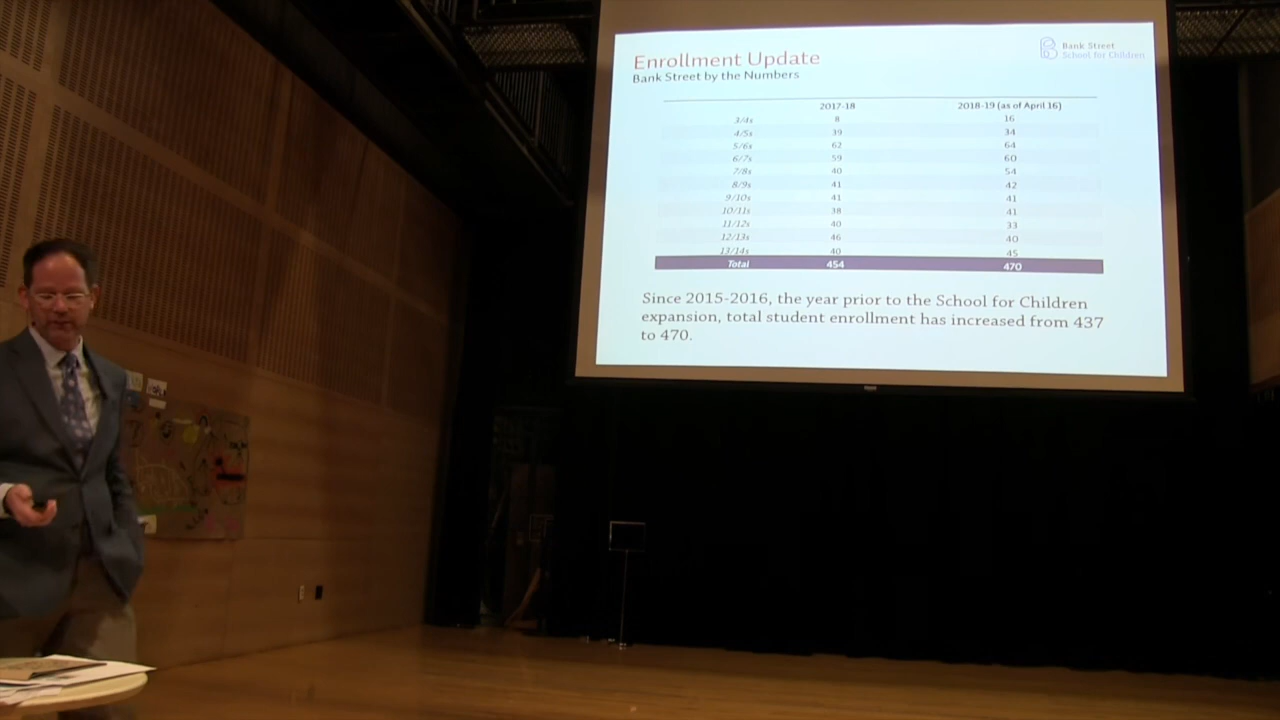 Enrollment Update
Bank Street by the Numbers
Bank Street
School for Children
2017-18 2018-19 (as of April 16)
3/4s 8 16
4/5s 39 34
5/6s 62 64
6/7s 59 60
7/8s 40 54
8/9s 41 42
9/10s 41 41
10/11s 38 41
11/12s 40 33
12/13s 46 40
13/14s 40 45
Total 454 470
Since 2015-2016, the year prior to the School for Children
expansion, total student enrollment has increased from 437
to 470.